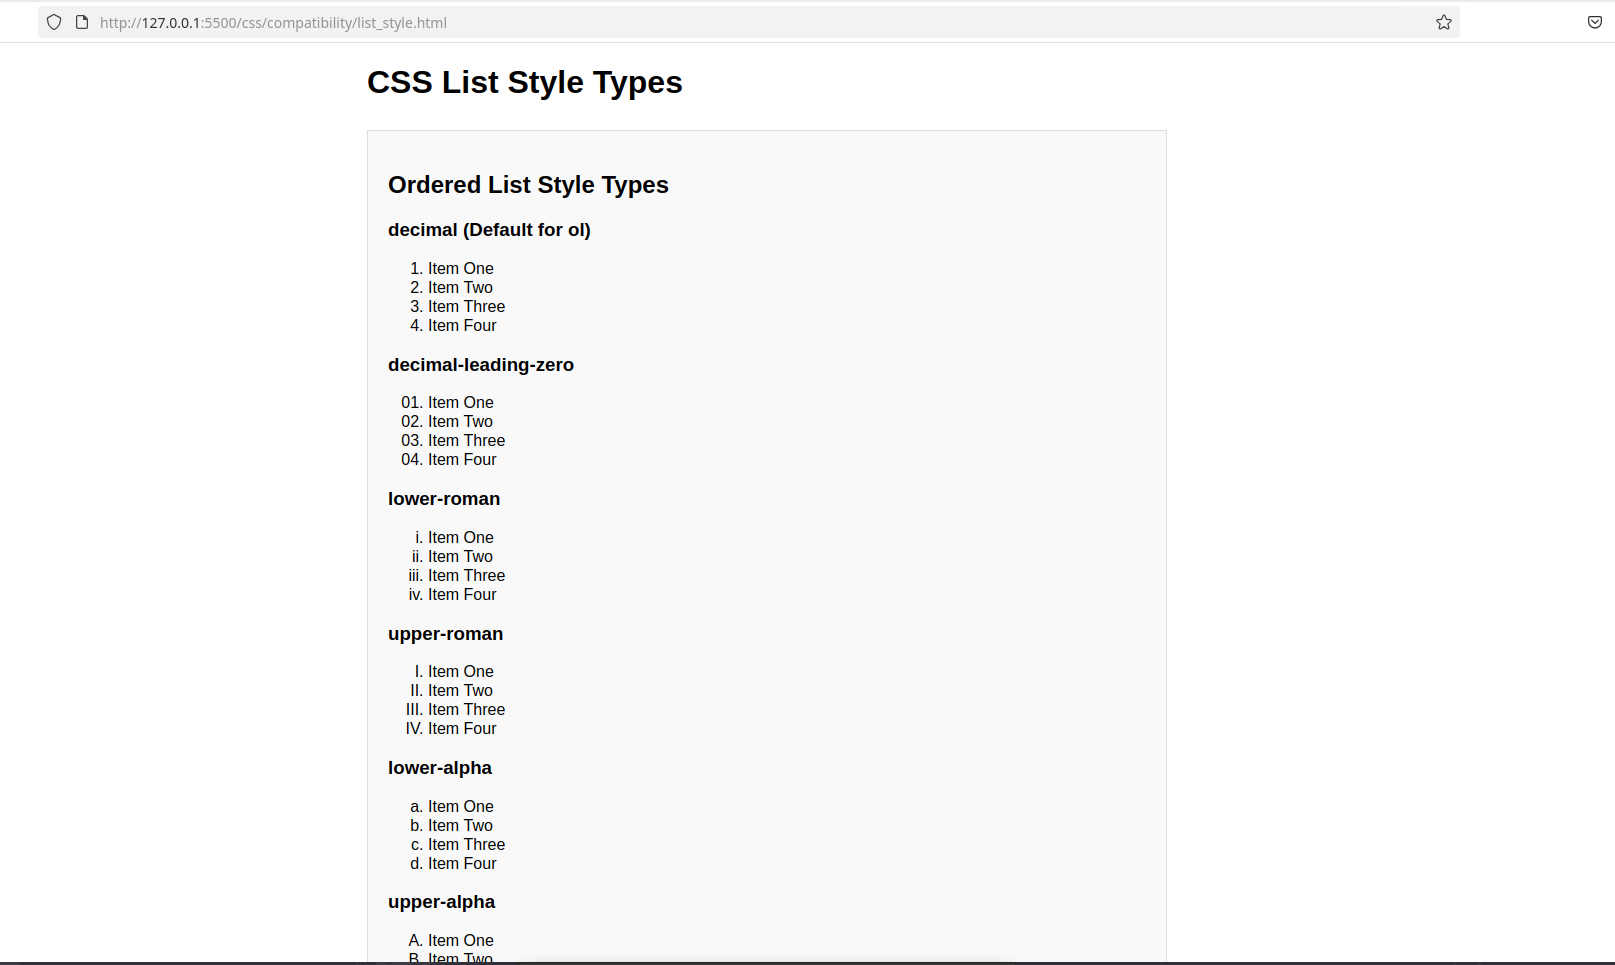 http://127.0.0.1:5500/css/compatibility/list_style.html
CSS List Style Types
Ordered List Style Types
decimal (Default for ol)
1. Item One
2. Item Two
3. Item Three
4. Item Four
decimal-leading-zero
01. Item One
02. Item Two
03. Item Three
04. Item Four
lower-roman
i. Item One
ii. Item Two
iii. Item Three
iv. Item Four
upper-roman
I. Item One
II. Item Two
III. Item Three
IV. Item Four
lower-alpha
a. Item One
b. Item Two
c. Item Three
d. Item Four
upper-alpha
A. Item One
B. Item Two